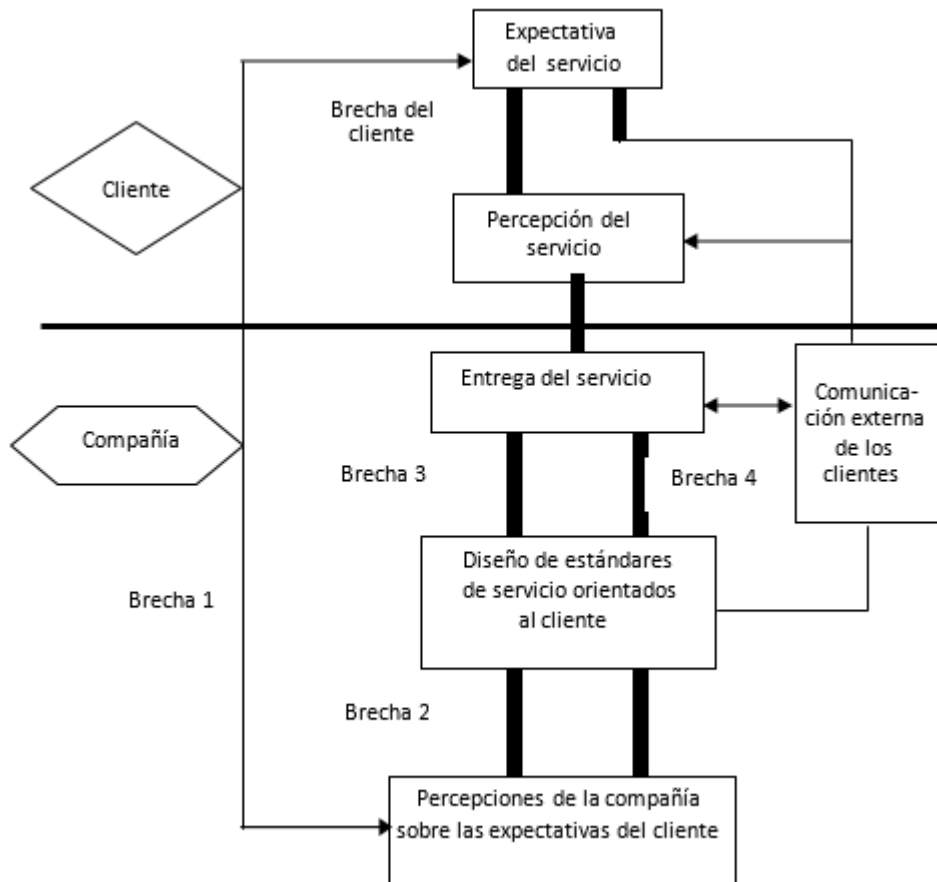 Expectativa
del servicio
Brecha del
cliente
Cliente
Percepción del
servicio
Entrega del servicio
Comunica-
ción externa
de los
clientes
Compañía
Brecha 3
Brecha 4
Diseño de estándares
de servicio orientados
al cliente
Brecha 1
Brecha 2
Percepciones de la compañía
sobre las expectativas del cliente